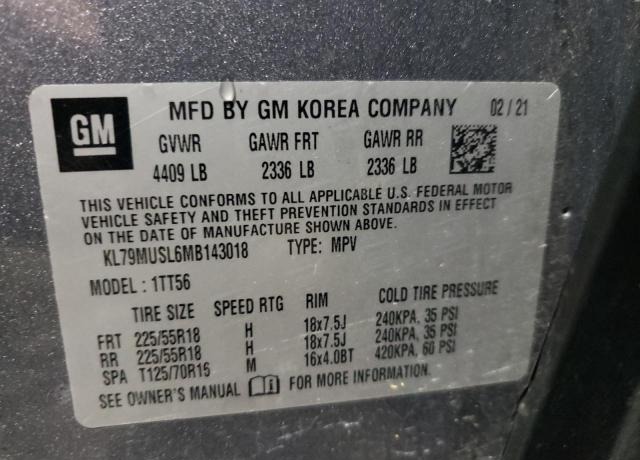 GM
MFD BY GM KOREA COMPANY 02 / 21
GVWR GAWR FRT GAWR RR
4409 LB 2336 LB 2336 LB
THIS VEHICLE CONFORMS TO ALL APPLICABLE U.S. FEDERAL MOTOR
VEHICLE SAFETY AND THEFT PREVENTION STANDARDS IN EFFECT
ON THE DATE OF MANUFACTURE SHOWN ABOVE.
KL79MUSL6MB143018 TYPE: MPV
MODEL : 1TT56
TIRE SIZE SPEED RTG RIM COLD TIRE PRESSURE
FRT 225/55R18 H 18x7.5J 240KPA, 35 PSI
RR 225/55R18 H 18x7.5J 240KPA, 35 PSI
SPA T125/70R16 M 16x4.0BT 420KPA, 60 PSI
SEE OWNER'S MANUAL FOR MORE INFORMATION.